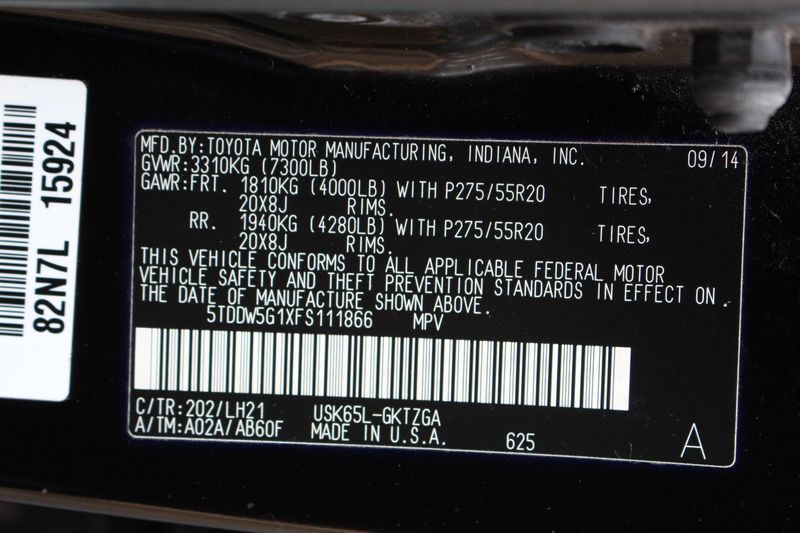 82N7L 15924
MFD.BY:TOYOTA MOTOR MANUFACTURING, INDIANA, INC. 09/14
GVWR:3310KG (7300LB)
GAWR:FRT. 1810KG (4000LB) WITH P275/55R20 TIRES,
20X8J RIMS.
RR. 1940KG (4280LB) WITH P275/55R20 TIRES,
20X8J RIMS.
THIS VEHICLE CONFORMS TO ALL APPLICABLE FEDERAL MOTOR
VEHICLE SAFETY AND THEFT PREVENTION STANDARDS IN EFFECT ON
THE DATE OF MANUFACTURE SHOWN ABOVE.
5TDDW5G1XFS111866 MPV
C/TR:202/LH21 USK65L-GKTZGA
A/TM:A02A/AB60F MADE IN U.S.A. 625 A